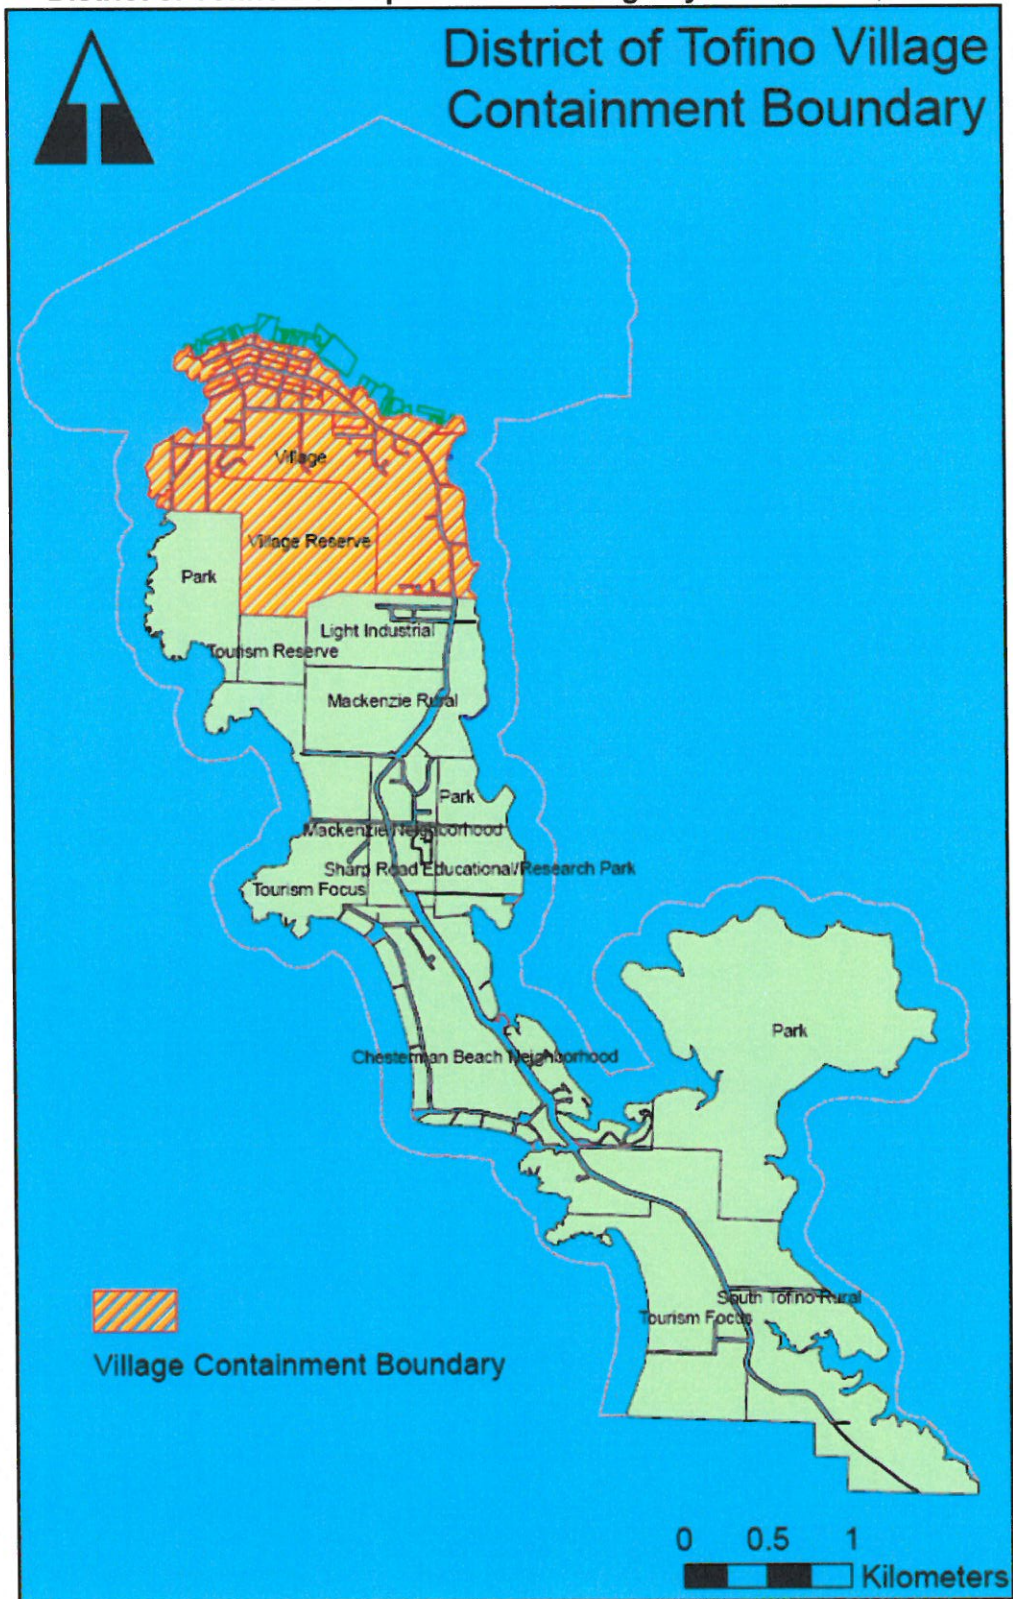 District of Tofino Village
Containment Boundary
Village
Village Reserve
Park
Light Industrial
Tourism Reserve
Mackenzie Rural
Park
Mackenzie Neighborhood
Sharp Road Educational/Research Park
Tourism Focus
Park
Chesterman Beach Neighborhood
South Tofino Rural
Tourism Focus
Village Containment Boundary
0 0.5 1
Kilometers